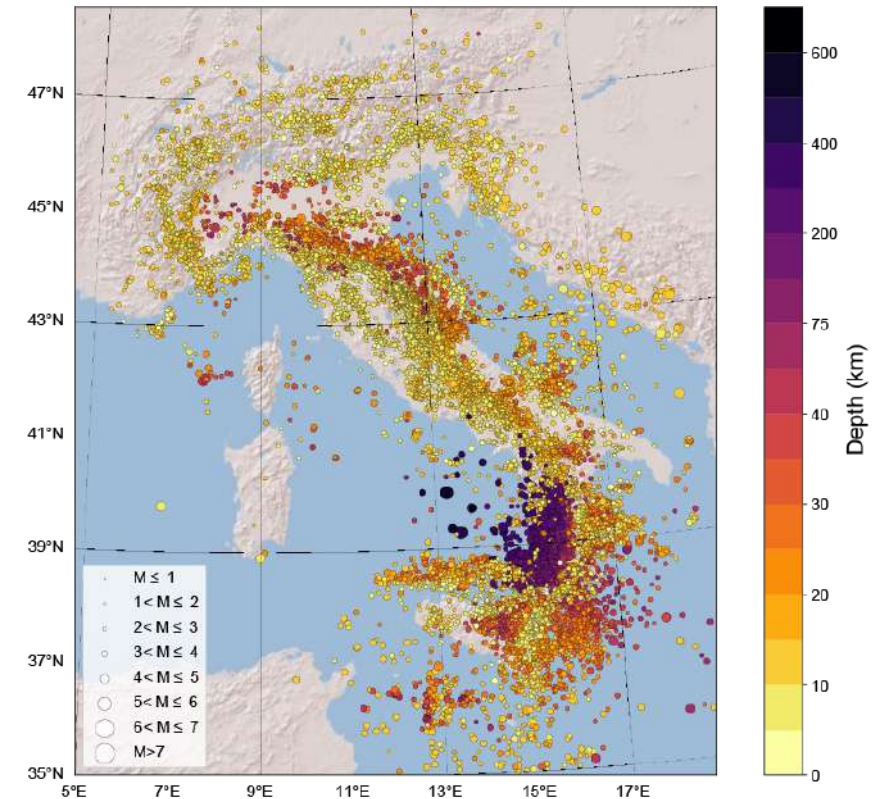 47°N
45°N
43°N
41°N
39°N
37°N
35°N
5°E 7°E 9°E 11°E 13°E 15°E 17°E
M ≤ 1
1< M ≤ 2
2< M ≤ 3
3< M ≤ 4
4< M ≤ 5
5< M ≤ 6
6< M ≤ 7
M>7
600
400
200
75
40
30
20
10
0
Depth (km)